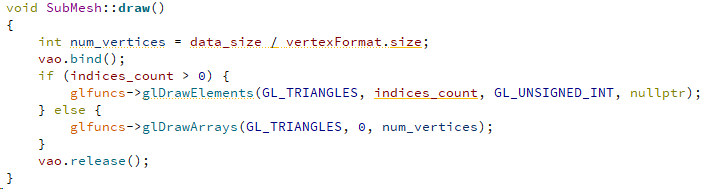 void SubMesh::draw()
{
    int num_vertices = data_size / vertexFormat.size;
    vao.bind();
    if (indices_count > 0) {
        glfuncs->glDrawElements(GL_TRIANGLES, indices_count, GL_UNSIGNED_INT, nullptr);
    } else {
        glfuncs->glDrawArrays(GL_TRIANGLES, 0, num_vertices);
    }
    vao.release();
}